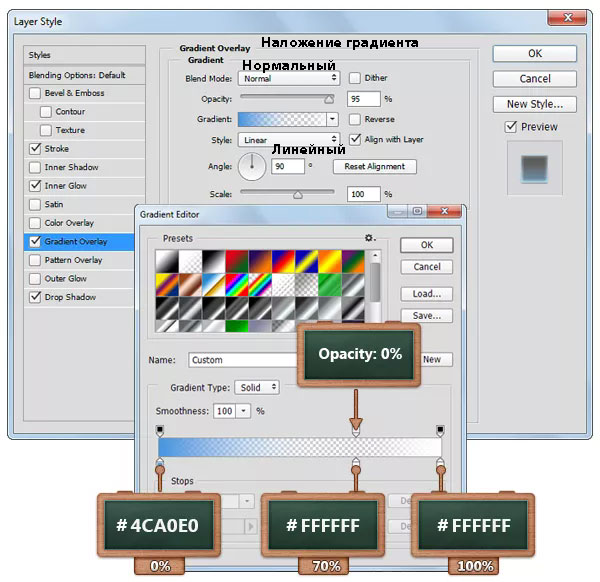 Layer Style
Styles
Blending Options: Default
Bevel & Emboss
Contour
Texture
Stroke
Inner Shadow
Inner Glow
Satin
Color Overlay
Gradient Overlay
Pattern Overlay
Outer Glow
Drop Shadow
Gradient Overlay Наложение градиента
Gradient Нормальный
Blend Mode: Normal Dither
Opacity: 95 %
Gradient: Reverse
Style: Linear Align with Layer
Линейный
Angle: 90 ° Reset Alignment
Scale: 100 %
OK
Cancel
New Style...
Preview
Gradient Editor
Presets
OK
Cancel
Load...
Save...
Name: Custom New
Opacity: 0%
Gradient Type: Solid
Smoothness: 100 %
Stops
# 4CA0E0 # FFFFFF # FFFFFF
0% 70% 100%